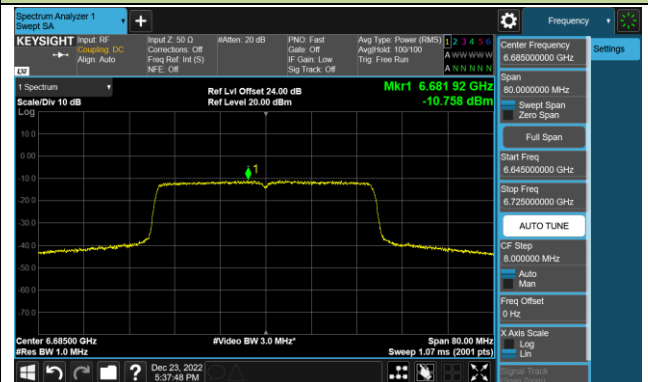 Spectrum Analyzer 1
Swept SA
Frequency
KEYSIGHT
Input: RF
Coupling: DC
Align: Auto
Input Z: 50 Ω
Corrections: Off
Freq Ref: Int (S)
NFE: Off
#Atten: 20 dB
PNO: Fast
Gate: Off
IF Gain: Low
Sig Track: Off
Avg Type: Power (RMS)
Avg|Hold: 100/100
Trig: Free Run
1 2 3 4 5 6
A W W W W W
A N N N N N
LXI
1 Spectrum
Scale/Div 10 dB
Log
Ref Lvl Offset 24.00 dB
Ref Level 20.00 dBm
Mkr1 6.681 92 GHz
-10.758 dBm
10.0
0.00
-10.0
-20.0
-30.0
-40.0
-50.0
-60.0
-70.0
1
Center 6.68500 GHz
#Res BW 1.0 MHz
#Video BW 3.0 MHz*
Span 80.00 MHz
Sweep 1.07 ms (2001 pts)
Dec 23, 2022
5:37:48 PM
Center Frequency
6.685000000 GHz
Settings
Span
80.0000000 MHz
Swept Span
Zero Span
Full Span
Start Freq
6.645000000 GHz
Stop Freq
6.725000000 GHz
AUTO TUNE
CF Step
8.000000 MHz
Auto
Man
Freq Offset
0 Hz
X Axis Scale
Log
Lin
Signal Track